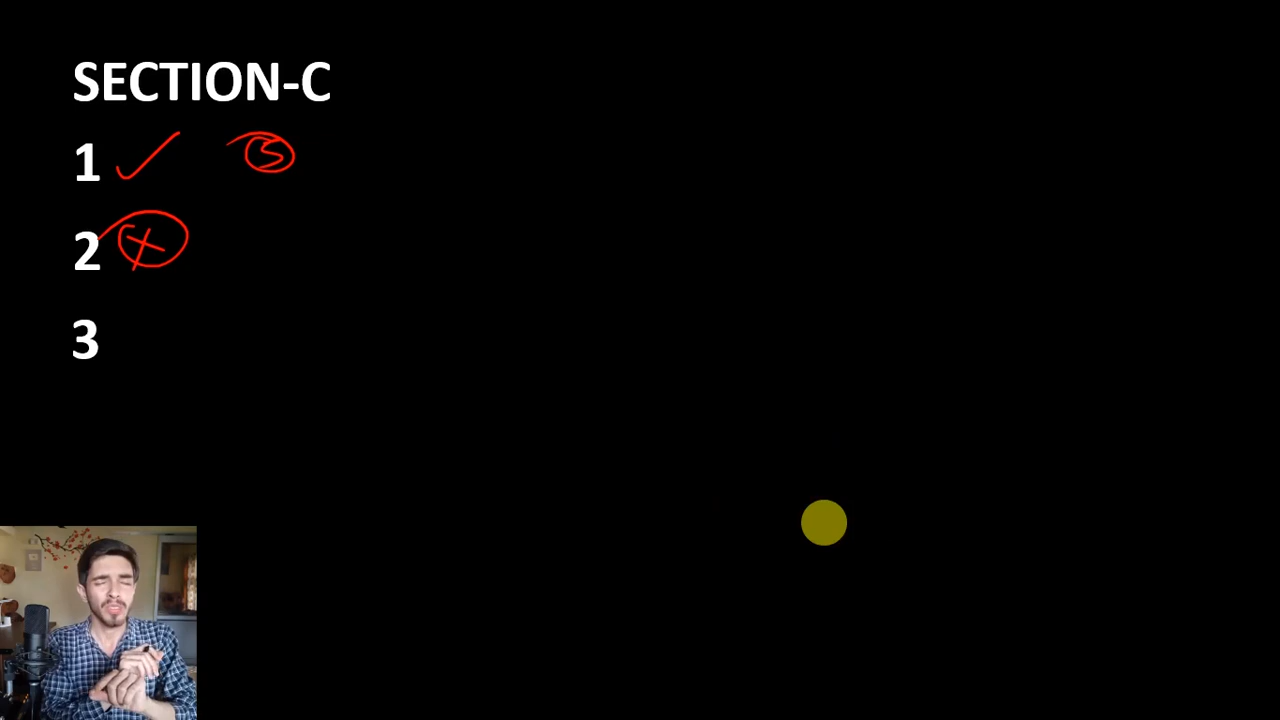 SECTION-C
1 ✓ 5
2 ×
3